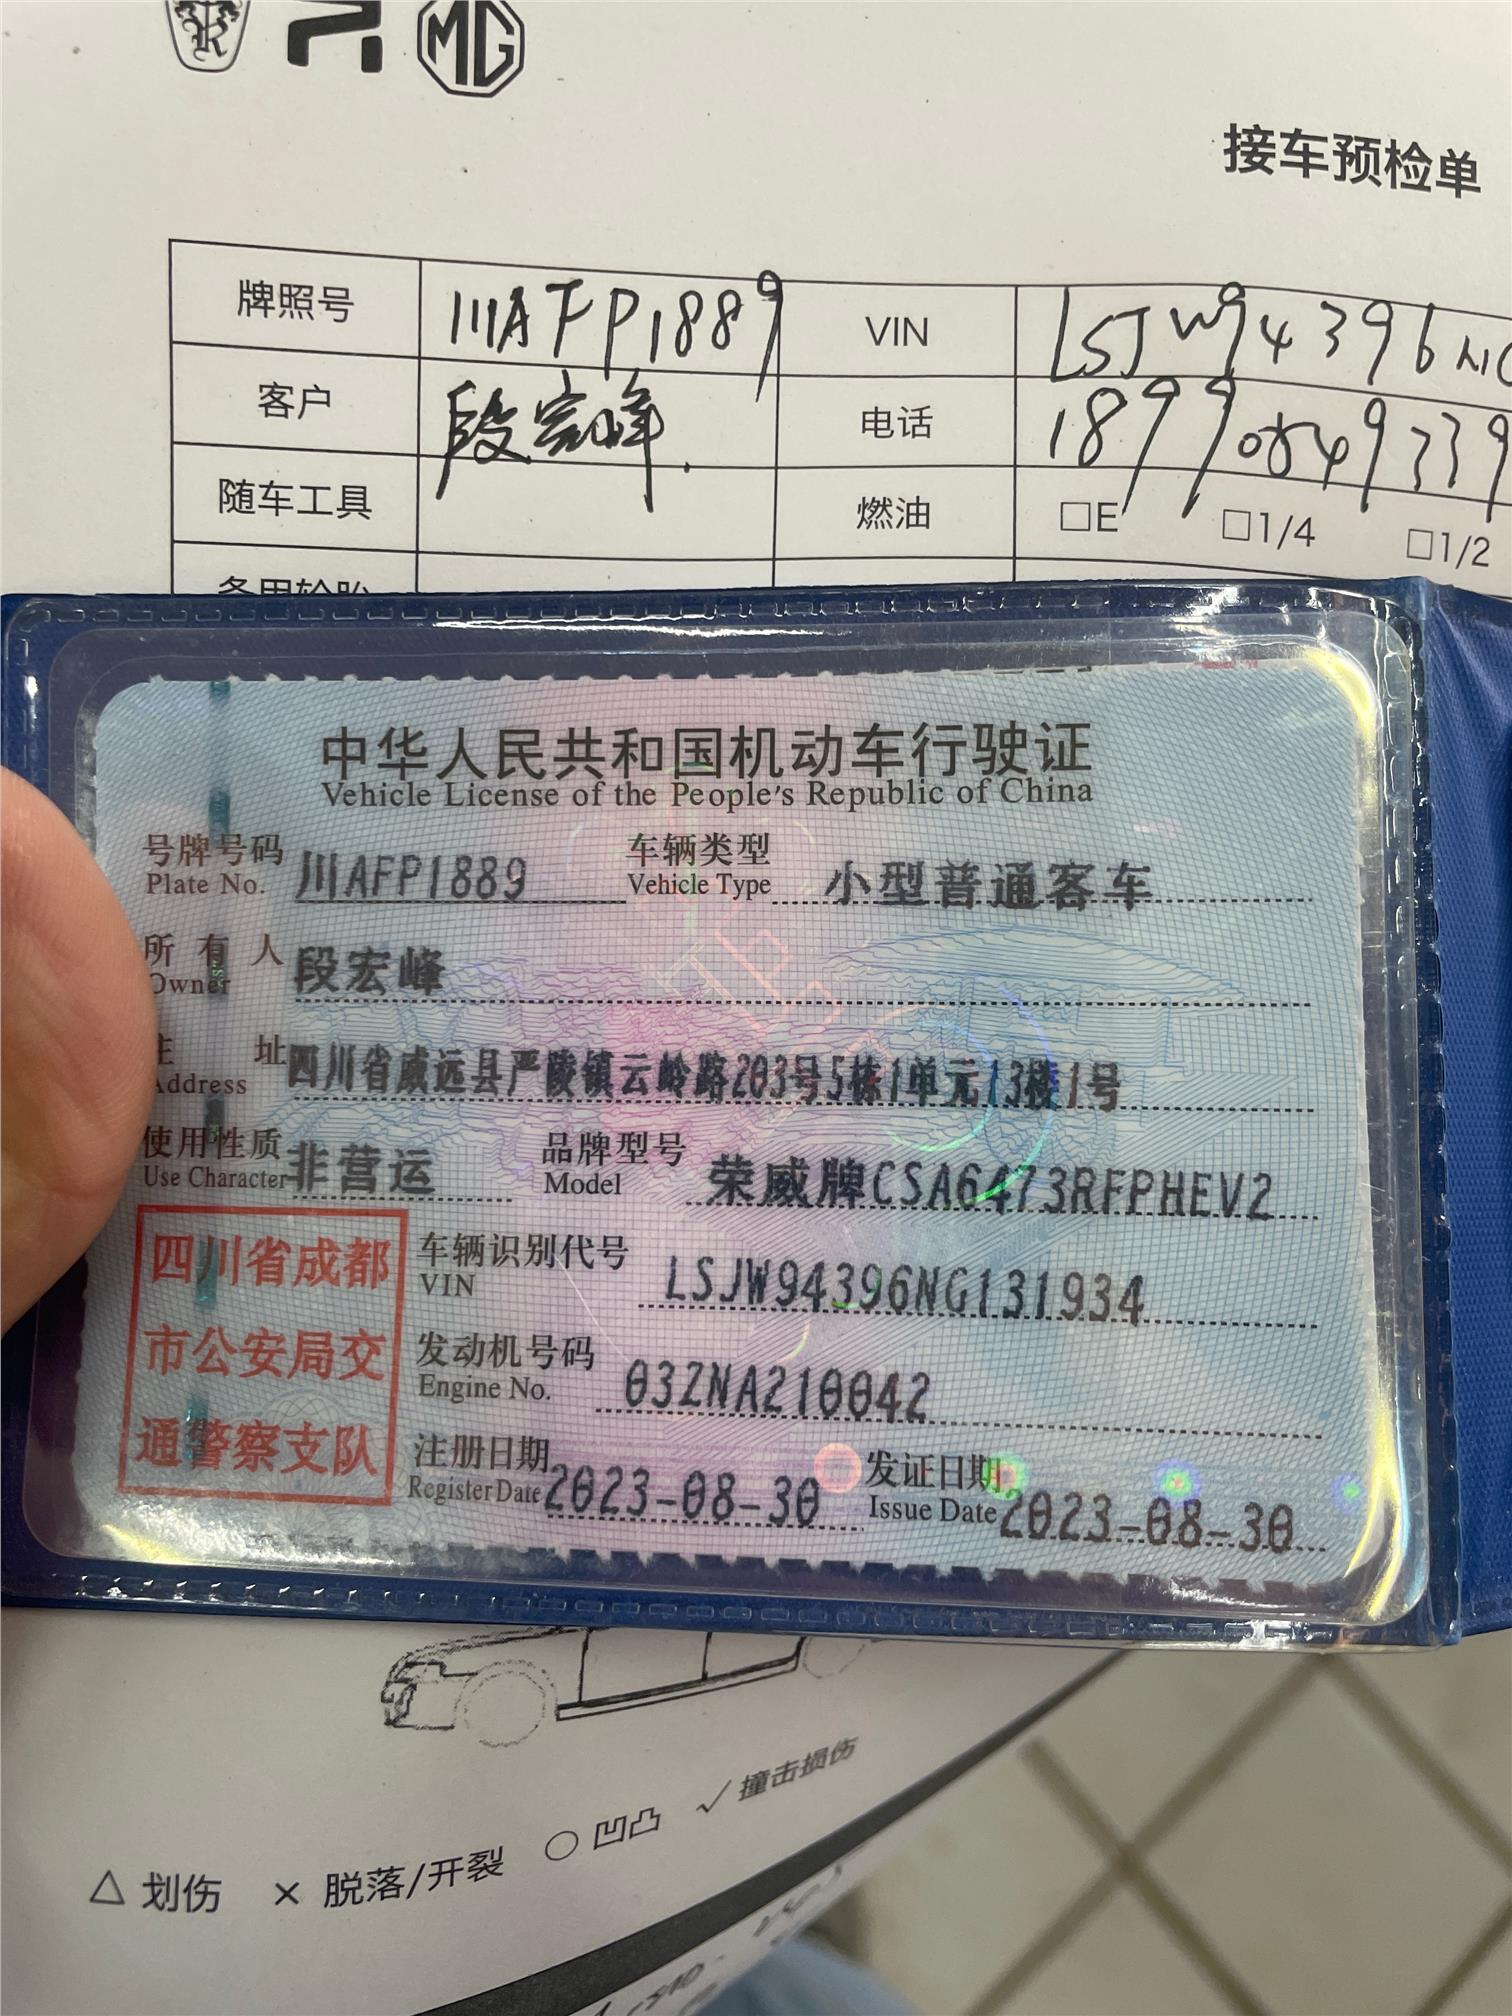 MG
接车预检单
牌照号 川AFP1889 VIN LSJW94396N
客户 段宏峰 电话
随车工具 燃油 □E □1/4 □1/2
备用轮胎
中华人民共和国机动车行驶证
Vehicle License of the People's Republic of China
号牌号码 川AFP1889 车辆类型 小型普通客车
Plate No. Vehicle Type
所有人 段宏峰
Owner
住址 四川省威远县严陵镇云岭路203号5栋1单元13楼1号
Address
使用性质 非营运 品牌型号 荣威牌CSA6473RFPHEV2
Use Character Model
四川省成都
市公安局交
通警察支队
车辆识别代号 LSJW94396NG131934
VIN
发动机号码 03ZNA210042
Engine No.
注册日期 2023-08-30 发证日期 2023-08-30
Register Date Issue Date
△ 划伤 × 脱落/开裂 ○ 凹凸 √ 撞击损伤